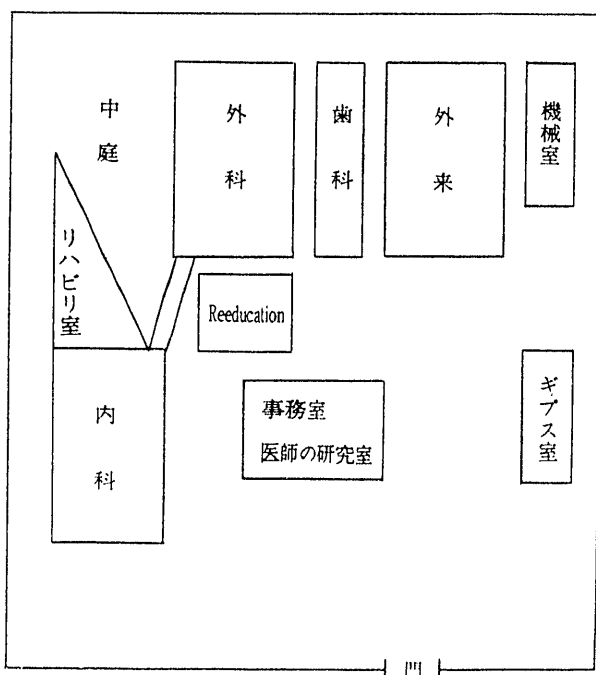 中庭
外科
歯科
外来
機械室
リハビリ室
Reeducation
内科
事務室
医師の研究室
ギプス室
門